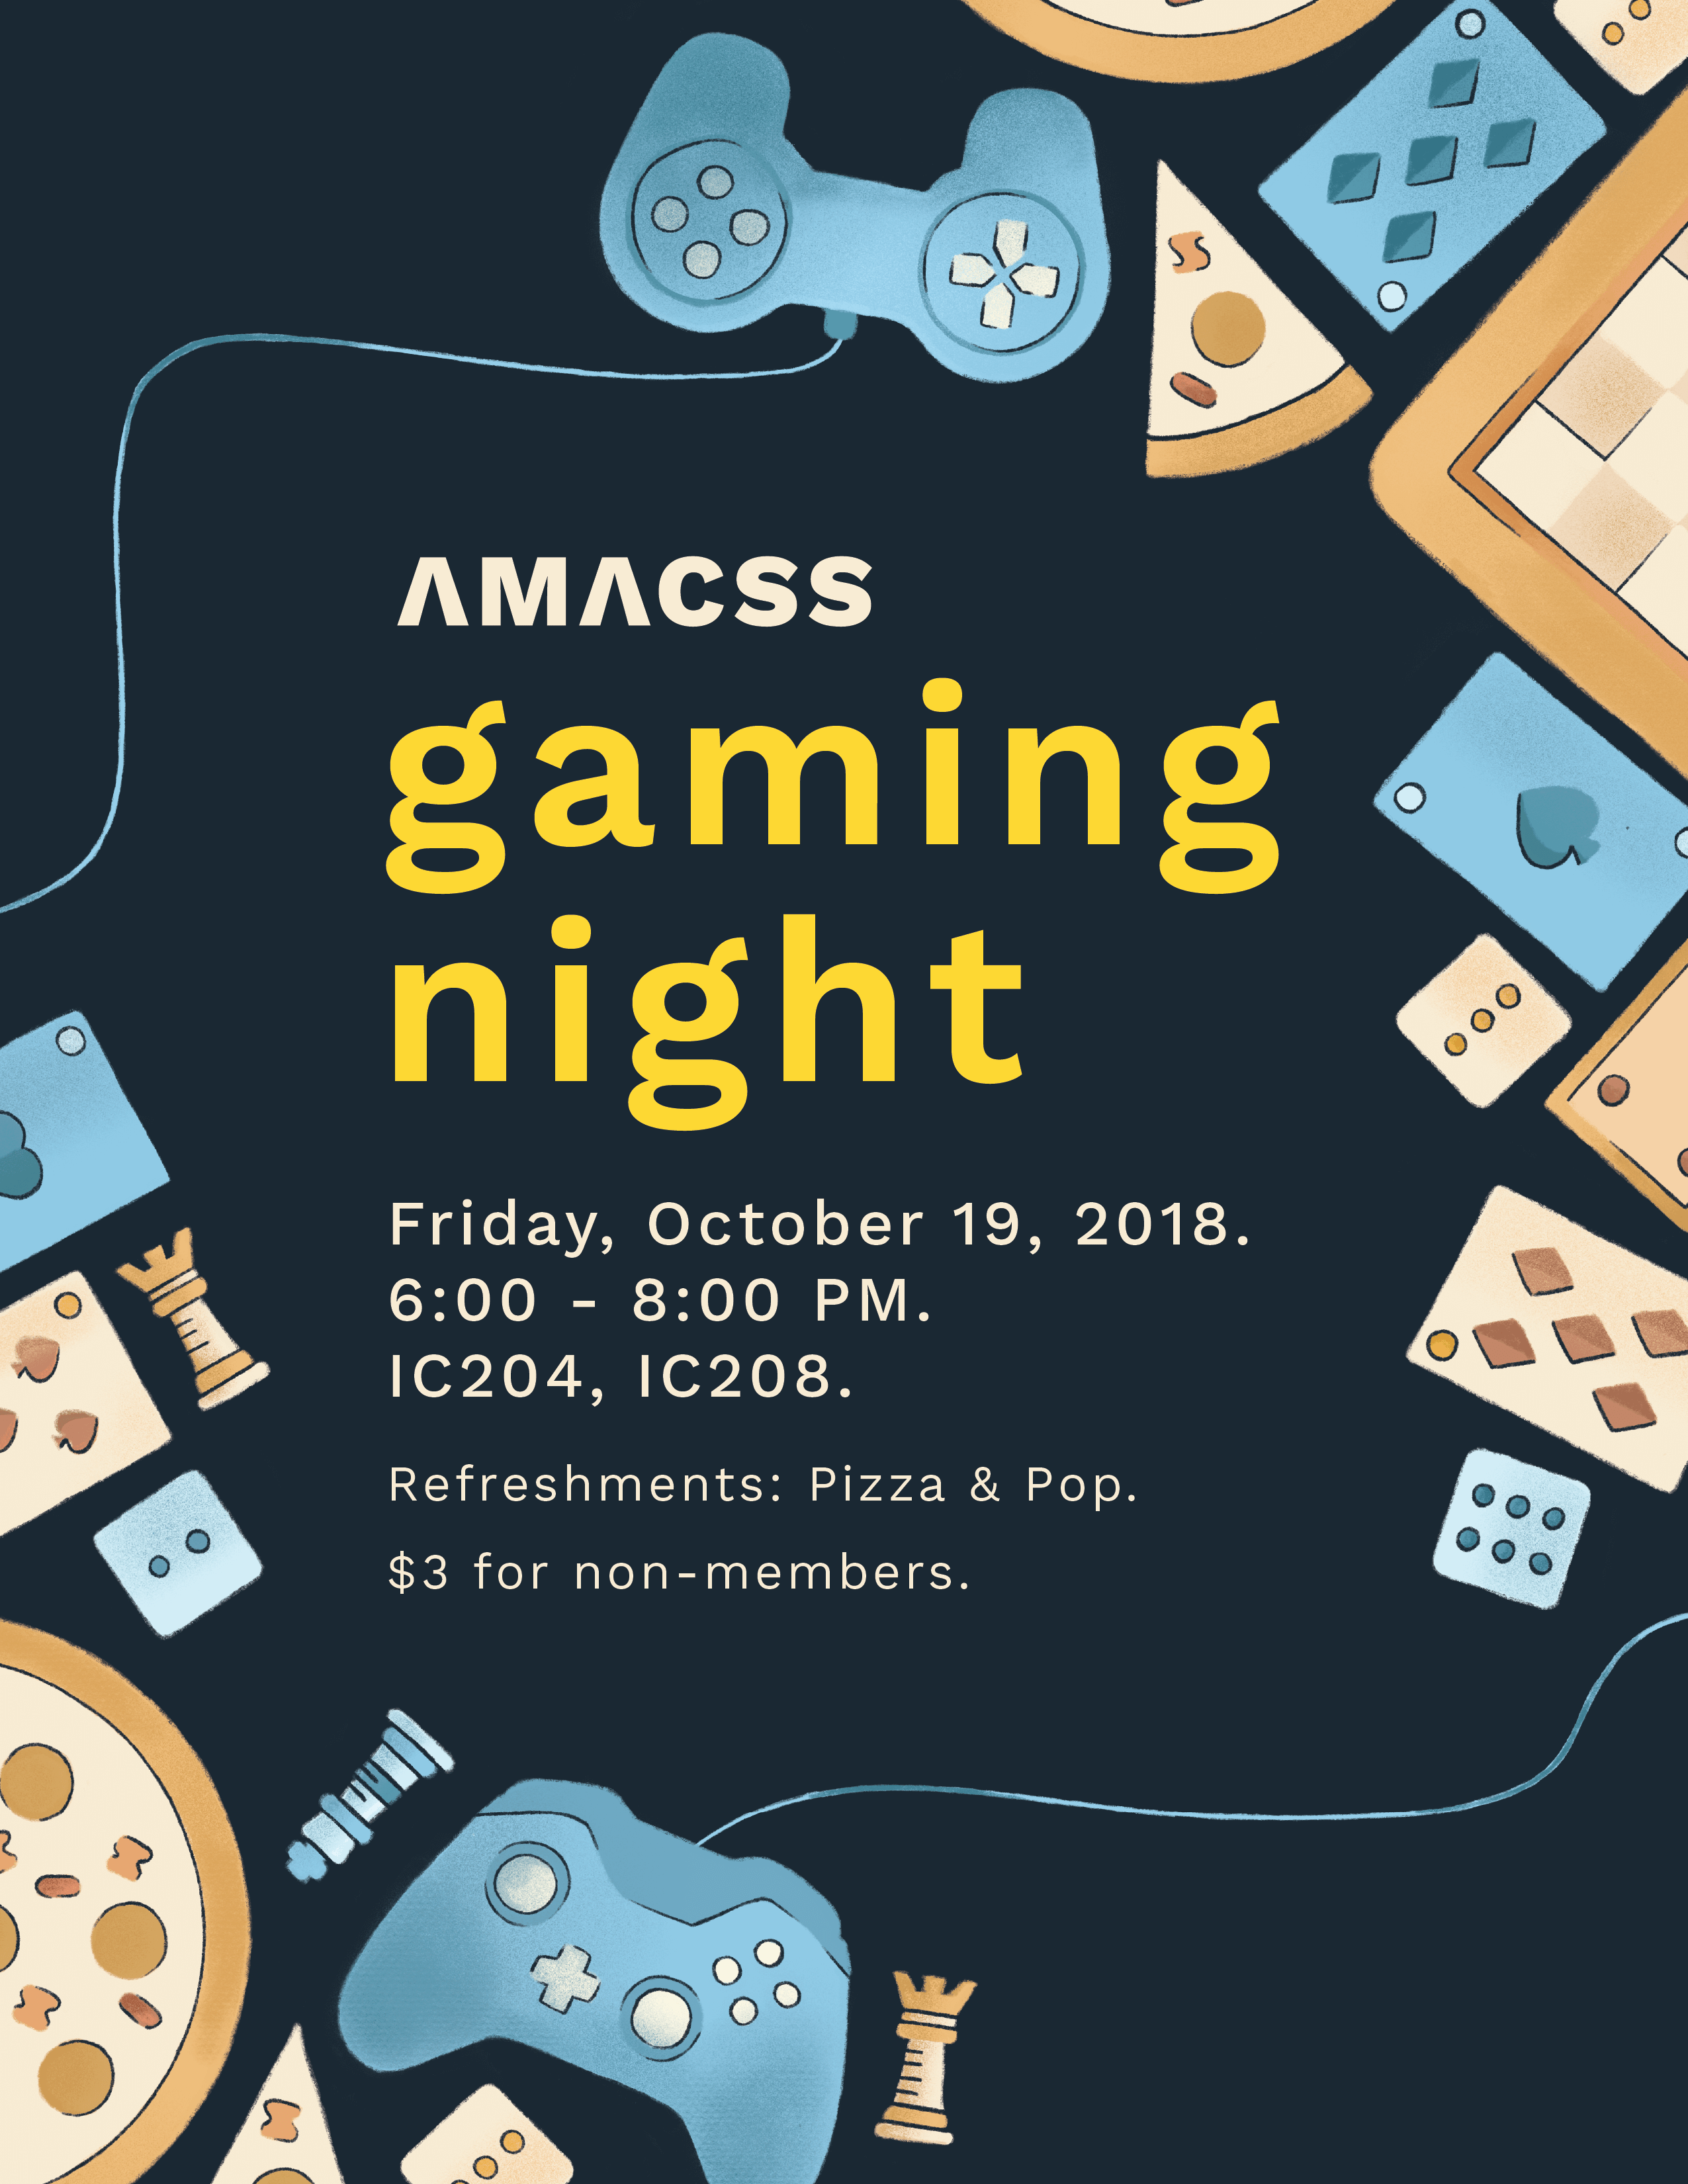 AMACSS
gaming
night
Friday, October 19, 2018.
6:00 - 8:00 PM.
IC204, IC208.
Refreshments: Pizza & Pop.
$3 for non-members.